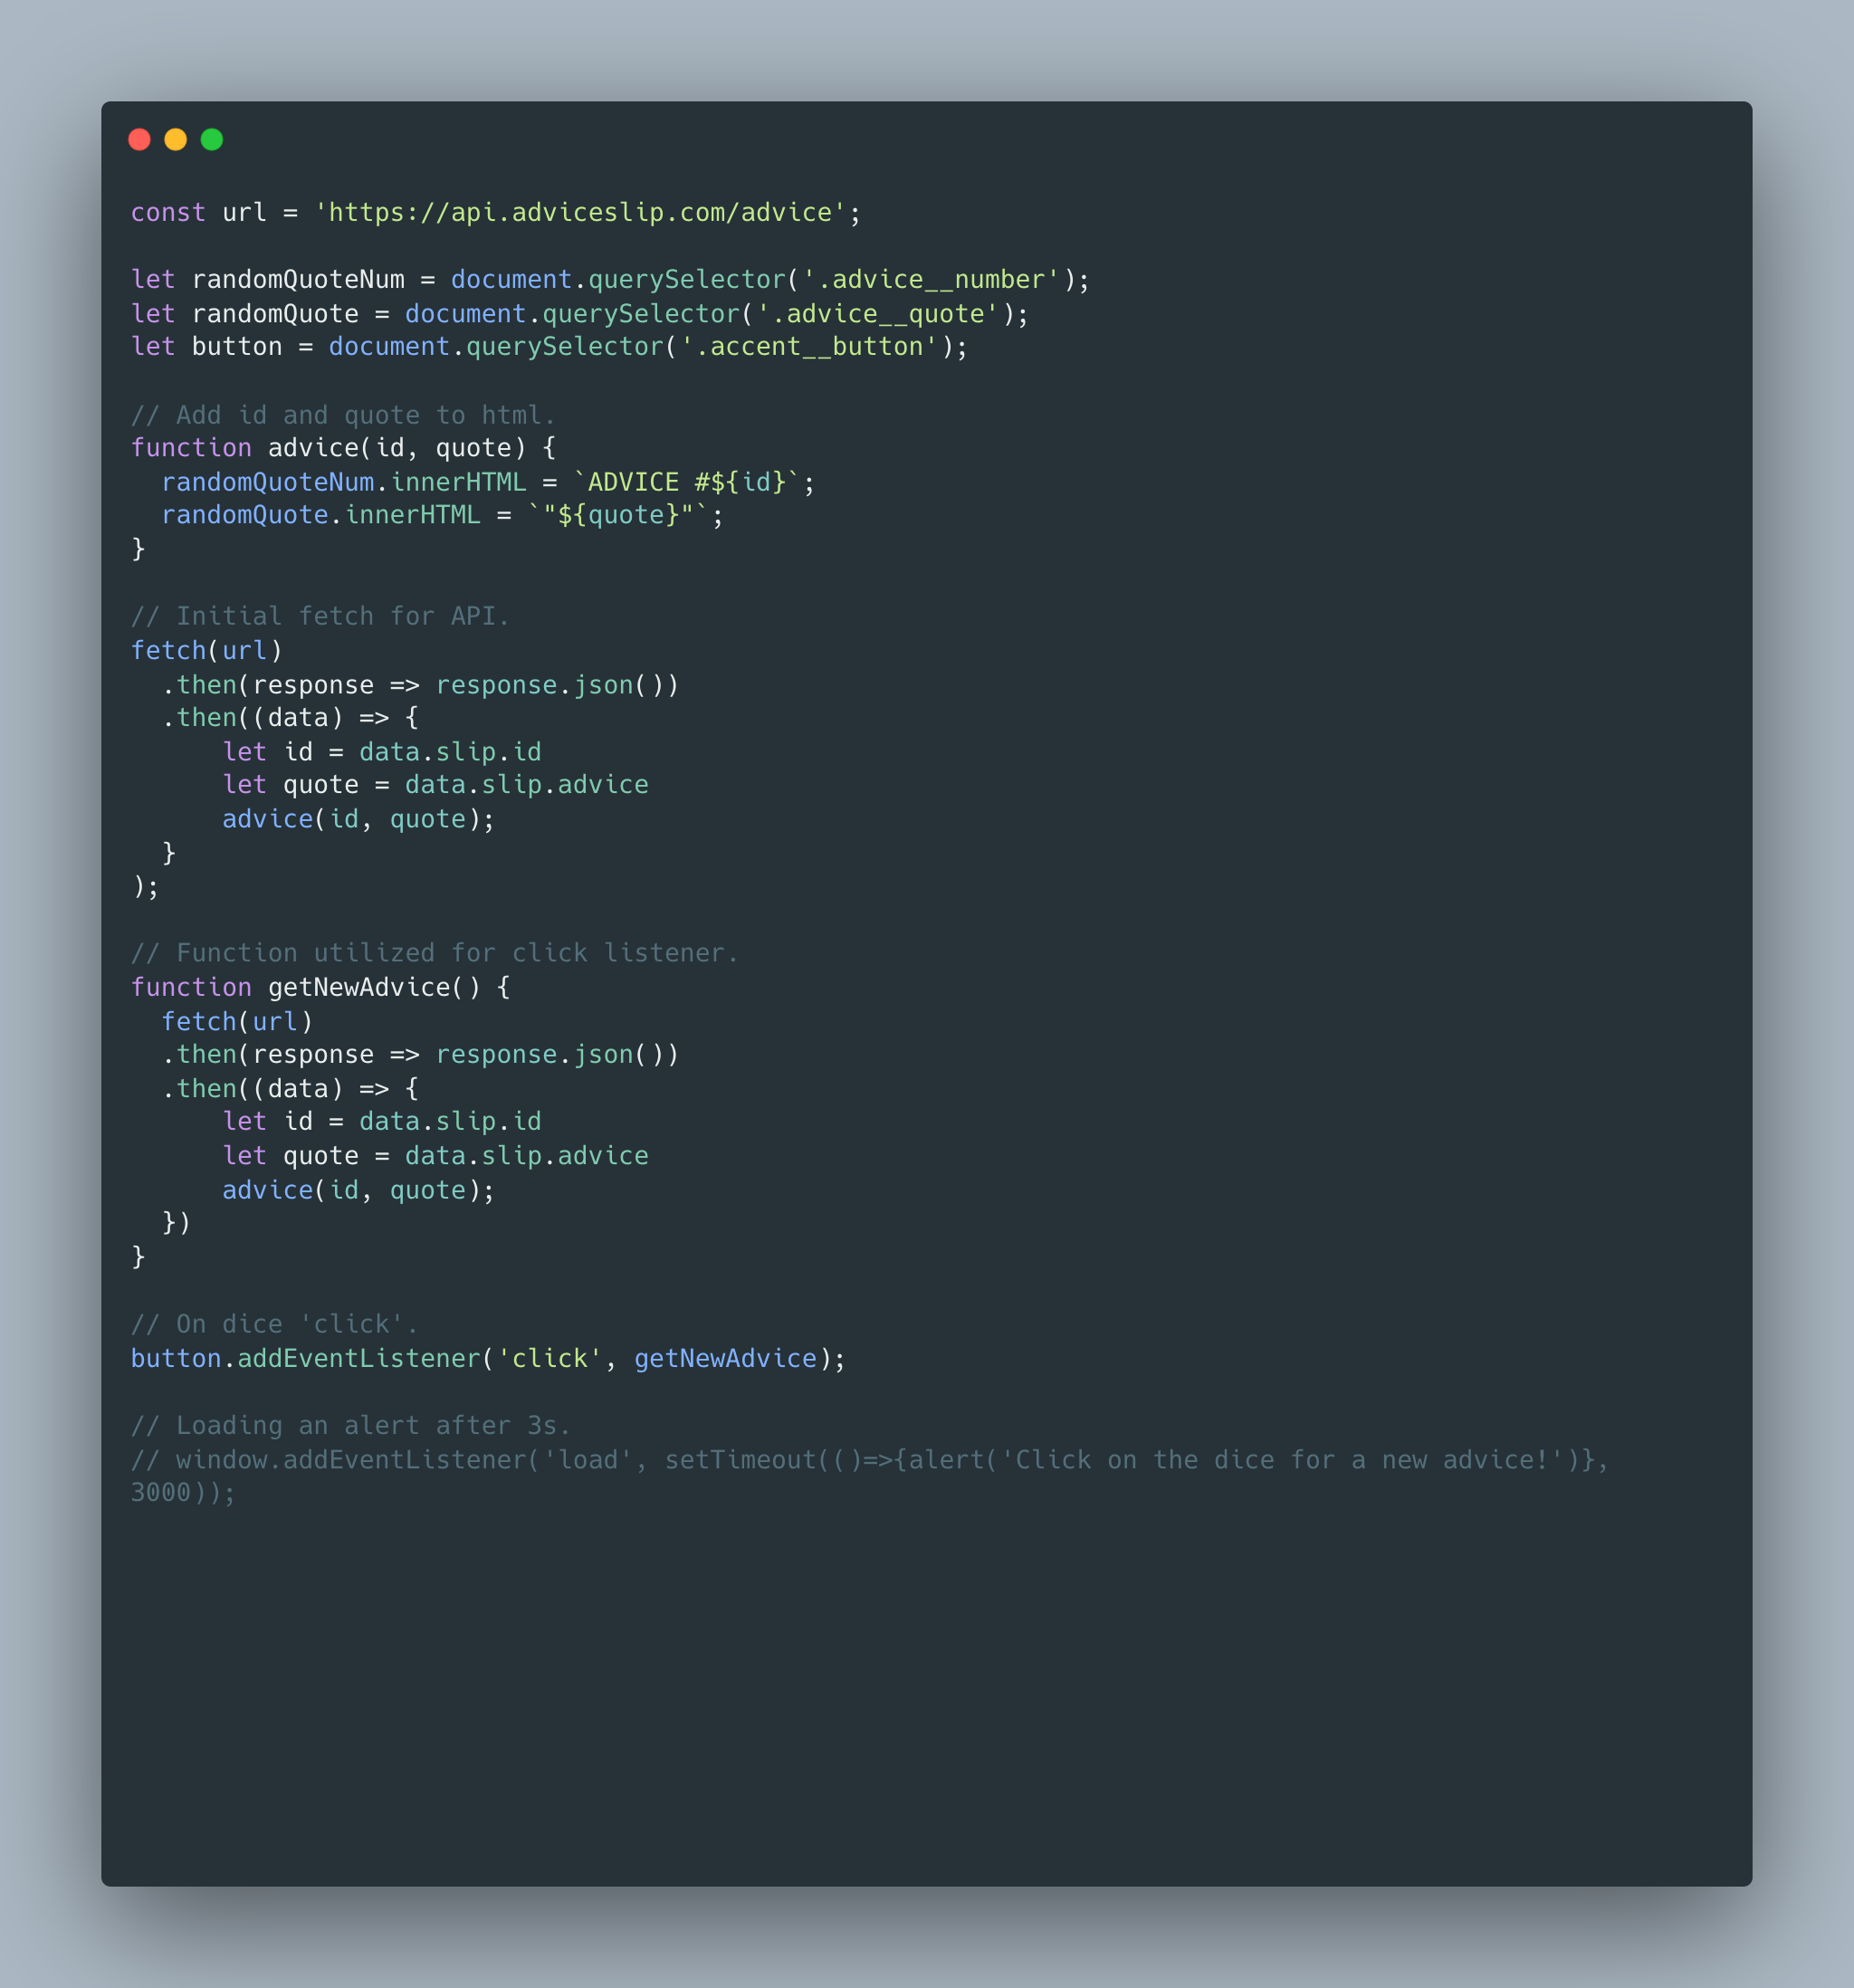 const url = 'https://api.adviceslip.com/advice';

let randomQuoteNum = document.querySelector('.advice__number');
let randomQuote = document.querySelector('.advice__quote');
let button = document.querySelector('.accent__button');

// Add id and quote to html.
function advice(id, quote) {
  randomQuoteNum.innerHTML = `ADVICE #${id}`;
  randomQuote.innerHTML = `"${quote}"`;
}

// Initial fetch for API.
fetch(url)
  .then(response => response.json())
  .then((data) => {
      let id = data.slip.id
      let quote = data.slip.advice
      advice(id, quote);
  }
);

// Function utilized for click listener.
function getNewAdvice() {
  fetch(url)
  .then(response => response.json())
  .then((data) => {
      let id = data.slip.id
      let quote = data.slip.advice
      advice(id, quote);
  })
}

// On dice 'click'.
button.addEventListener('click', getNewAdvice);

// Loading an alert after 3s.
// window.addEventListener('load', setTimeout(()=>{alert('Click on the dice for a new advice!')},
3000));